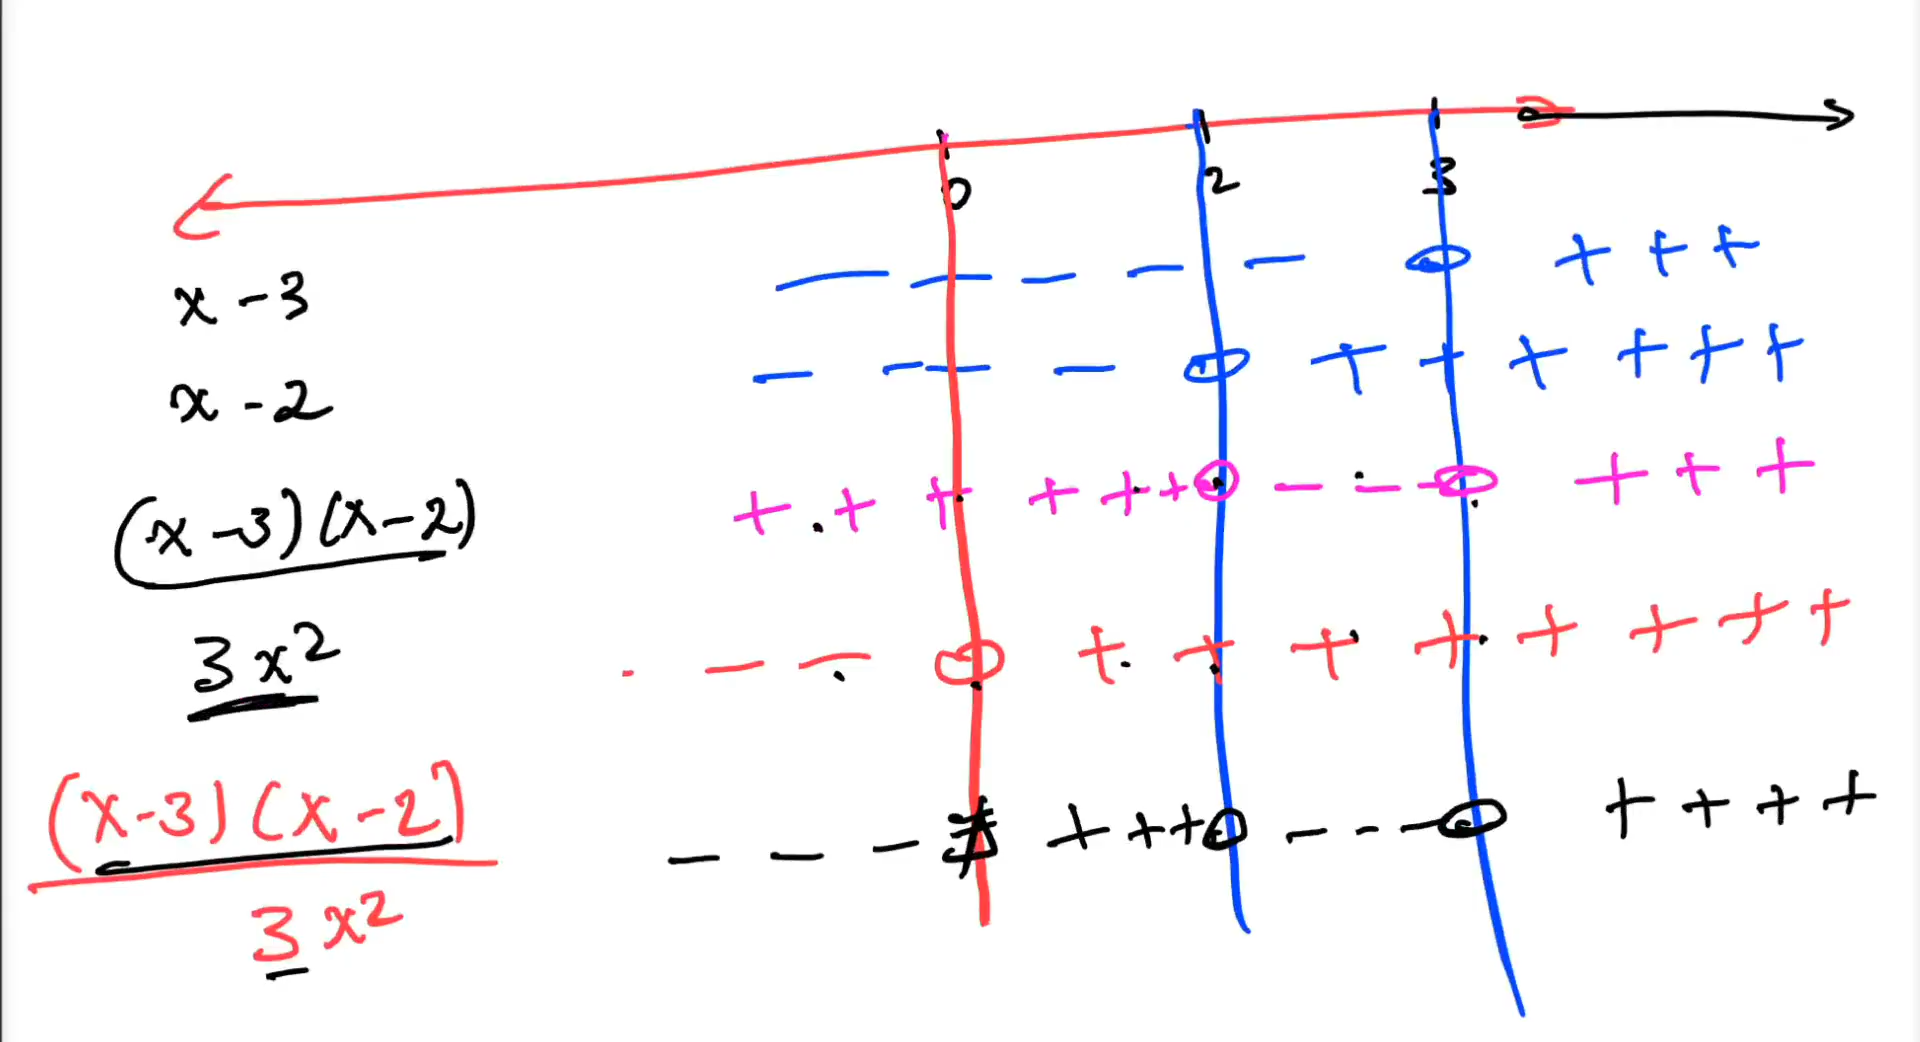 0 2 3
x - 3 - - - - - 0 + + +
x - 2 - - - - 0 + + + + + +
(x - 3)(x - 2) + + + + + + 0 - - - 0 + + +
3x² - - 0 + + + + + + + +
(x - 3)(x - 2) - - - ≠ + + + 0 - - - 0 + + + +
3x²